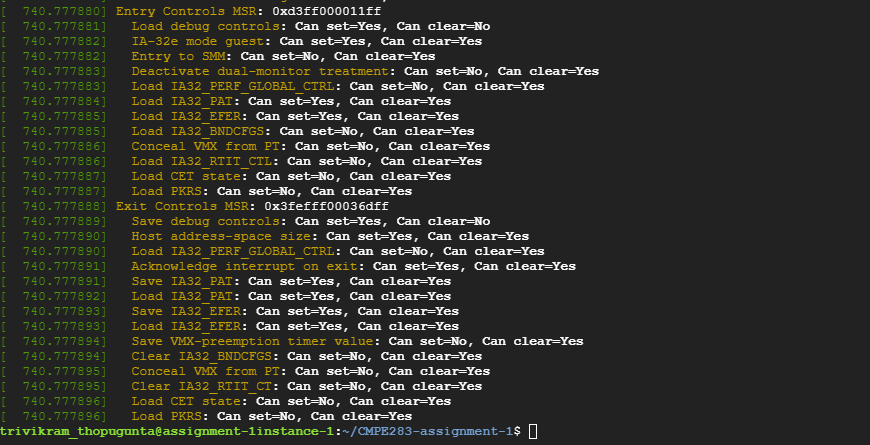 [  740.777880] Entry Controls MSR: 0xd3ff000011ff
[  740.777881]   Load debug controls: Can set=Yes, Can clear=No
[  740.777882]   IA-32e mode guest: Can set=Yes, Can clear=Yes
[  740.777882]   Entry to SMM: Can set=No, Can clear=Yes
[  740.777883]   Deactivate dual-monitor treatment: Can set=No, Can clear=Yes
[  740.777883]   Load IA32_PERF_GLOBAL_CTRL: Can set=No, Can clear=Yes
[  740.777884]   Load IA32_PAT: Can set=Yes, Can clear=Yes
[  740.777885]   Load IA32_EFER: Can set=Yes, Can clear=Yes
[  740.777885]   Load IA32_BNDCFGS: Can set=No, Can clear=Yes
[  740.777886]   Conceal VMX from PT: Can set=No, Can clear=Yes
[  740.777886]   Load IA32_RTIT_CTL: Can set=No, Can clear=Yes
[  740.777887]   Load CET state: Can set=No, Can clear=Yes
[  740.777887]   Load PKRS: Can set=No, Can clear=Yes
[  740.777888] Exit Controls MSR: 0x3fefff00036dff
[  740.777889]   Save debug controls: Can set=Yes, Can clear=No
[  740.777890]   Host address-space size: Can set=Yes, Can clear=Yes
[  740.777890]   Load IA32_PERF_GLOBAL_CTRL: Can set=No, Can clear=Yes
[  740.777891]   Acknowledge interrupt on exit: Can set=Yes, Can clear=Yes
[  740.777891]   Save IA32_PAT: Can set=Yes, Can clear=Yes
[  740.777892]   Load IA32_PAT: Can set=Yes, Can clear=Yes
[  740.777893]   Save IA32_EFER: Can set=Yes, Can clear=Yes
[  740.777893]   Load IA32_EFER: Can set=Yes, Can clear=Yes
[  740.777894]   Save VMX-preemption timer value: Can set=No, Can clear=Yes
[  740.777894]   Clear IA32_BNDCFGS: Can set=No, Can clear=Yes
[  740.777895]   Conceal VMX from PT: Can set=No, Can clear=Yes
[  740.777895]   Clear IA32_RTIT_CT: Can set=No, Can clear=Yes
[  740.777896]   Load CET state: Can set=No, Can clear=Yes
[  740.777896]   Load PKRS: Can set=No, Can clear=Yes
trivikram_thopugunta@assignment-1instance-1:~/CMPE283-assignment-1$